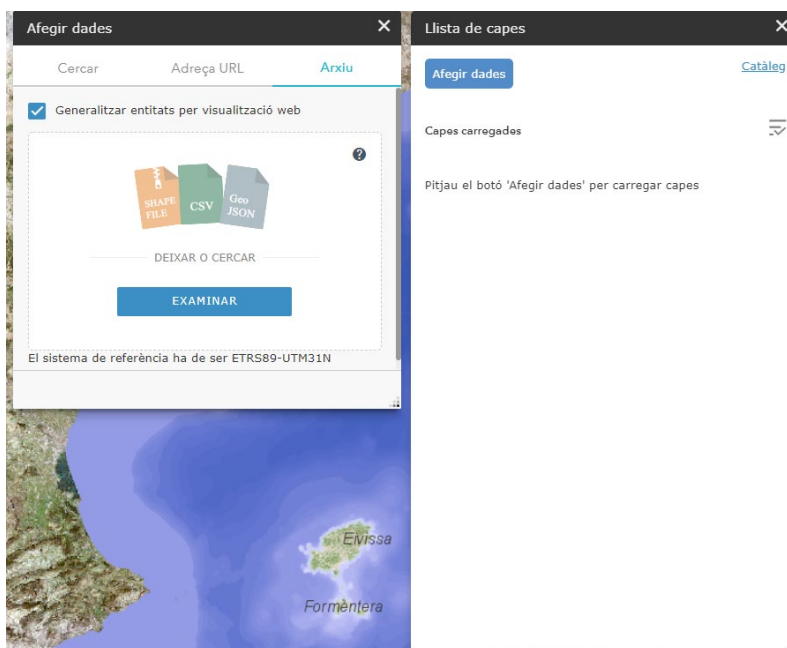 Afegir dades
Cercar
Adreça URL
Arxiu
Generalitzar entitats per visualització web
SHAPE
FILE
CSV
Geo
JSON
DEIXAR O CERCAR
EXAMINAR
El sistema de referència ha de ser ETRS89-UTM31N
Eivissa
Formentera
Llista de capes
Afegir dades
Catàleg
Capes carregades
Pitjau el botó 'Afegir dades' per carregar capes